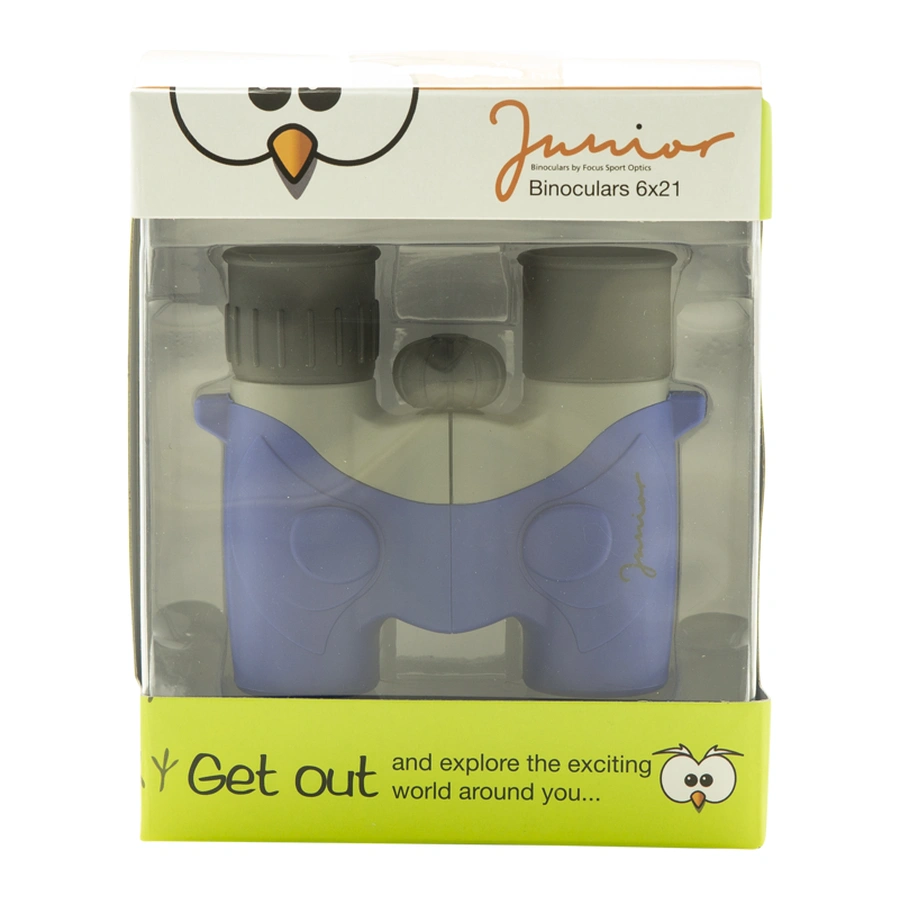 Junior
Binoculars by Focus Sport Optics
Binoculars 6x21
Junior
Get out and explore the exciting
world around you...